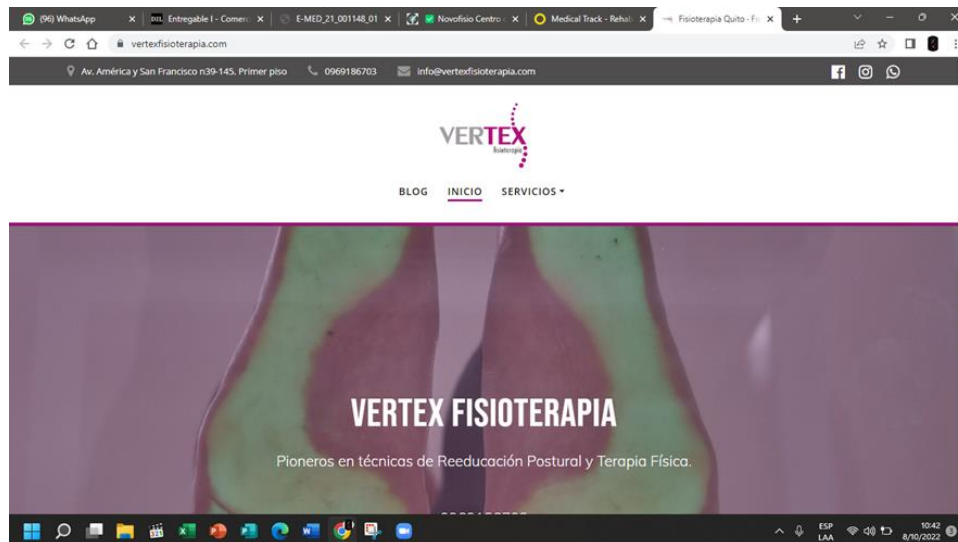 (96) WhatsApp
Entregable I - Comerc
E-MED_21_001148_01
Novofisio Centro
Medical Track - Rehab
Fisioterapia Quito - Fi
vertexfisioterapia.com
Av. América y San Francisco n39-145. Primer piso
0969186703
info@vertexfisioterapia.com
VERTEX
fisioterapia
BLOG INICIO SERVICIOS
VERTEX FISIOTERAPIA
Pioneros en técnicas de Reeducación Postural y Terapia Física.
ESP
LAA
10:42
8/10/2022